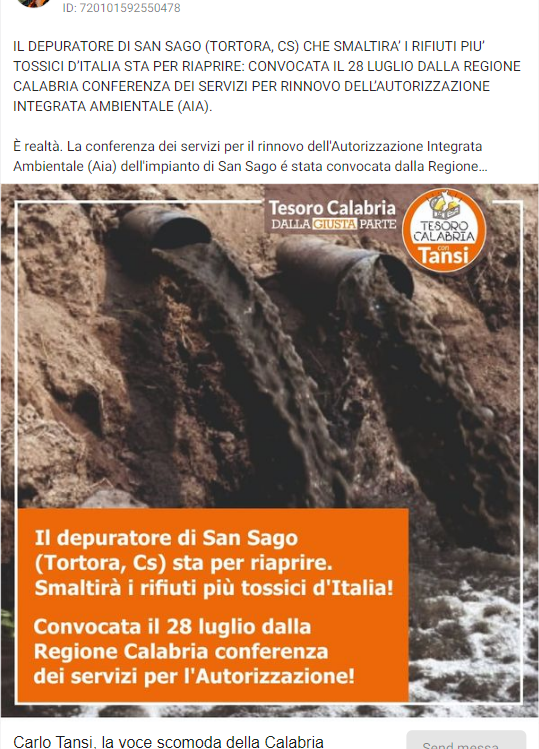 ID: 720101592550478
IL DEPURATORE DI SAN SAGO (TORTORA, CS) CHE SMALTIRA' I RIFIUTI PIU'
TOSSICI D'ITALIA STA PER RIAPRIRE: CONVOCATA IL 28 LUGLIO DALLA REGIONE
CALABRIA CONFERENZA DEI SERVIZI PER RINNOVO DELL'AUTORIZZAZIONE
INTEGRATA AMBIENTALE (AIA).
È realtà. La conferenza dei servizi per il rinnovo dell'Autorizzazione Integrata
Ambientale (Aia) dell'impianto di San Sago é stata convocata dalla Regione...
Tesoro Calabria
DALLA GIUSTA PARTE
TESORO
CALABRIA
con
Tansi
Il depuratore di San Sago
(Tortora, Cs) sta per riaprire.
Smaltirà i rifiuti più tossici d'Italia!
Convocata il 28 luglio dalla
Regione Calabria conferenza
dei servizi per l'Autorizzazione!
Carlo Tansi, la voce scomoda della Calabria
Send messa...